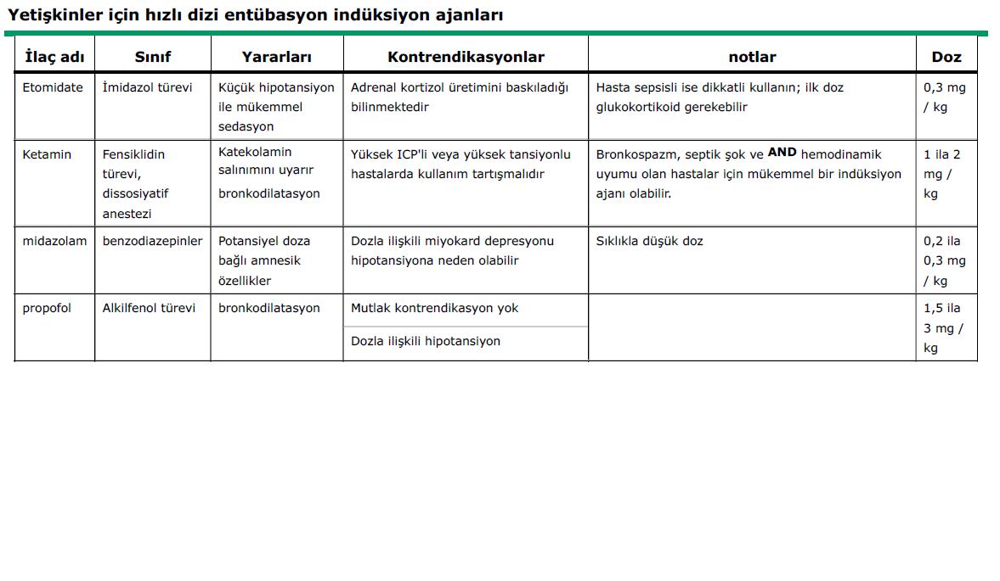 Yetişkinler için hızlı dizi entübasyon indüksiyon ajanları
İlaç adı
Sınıf
Yararları
Kontrendikasyonlar
notlar
Doz
Etomidate
İmidazol türevi
Küçük hipotansiyon
ile mükemmel
sedasyon
Adrenal kortizol üretimini baskıladığı
bilinmektedir
Hasta sepsisli ise dikkatli kullanın; ilk doz
glukokortikoid gerekebilir
0,3 mg
/ kg
Ketamin
Fensiklidin
türevi,
dissosiyatif
anestezi
Katekolamin
salınımını uyarır
bronkodilatasyon
Yüksek ICP'li veya yüksek tansiyonlu
hastalarda kullanım tartışmalıdır
Bronkospazm, septik şok ve AND hemodinamik
uyumu olan hastalar için mükemmel bir indüksiyon
ajanı olabilir.
1 ila 2
mg /
kg
midazolam
benzodiazepinler
Potansiyel doza
bağlı amnesik
özellikler
Dozla ilişkili miyokard depresyonu
hipotansiyona neden olabilir
Sıklıkla düşük doz
0,2 ila
0,3 mg
/ kg
propofol
Alkilfenol türevi
bronkodilatasyon
Mutlak kontrendikasyon yok
Dozla ilişkili hipotansiyon
1,5 ila
3 mg /
kg